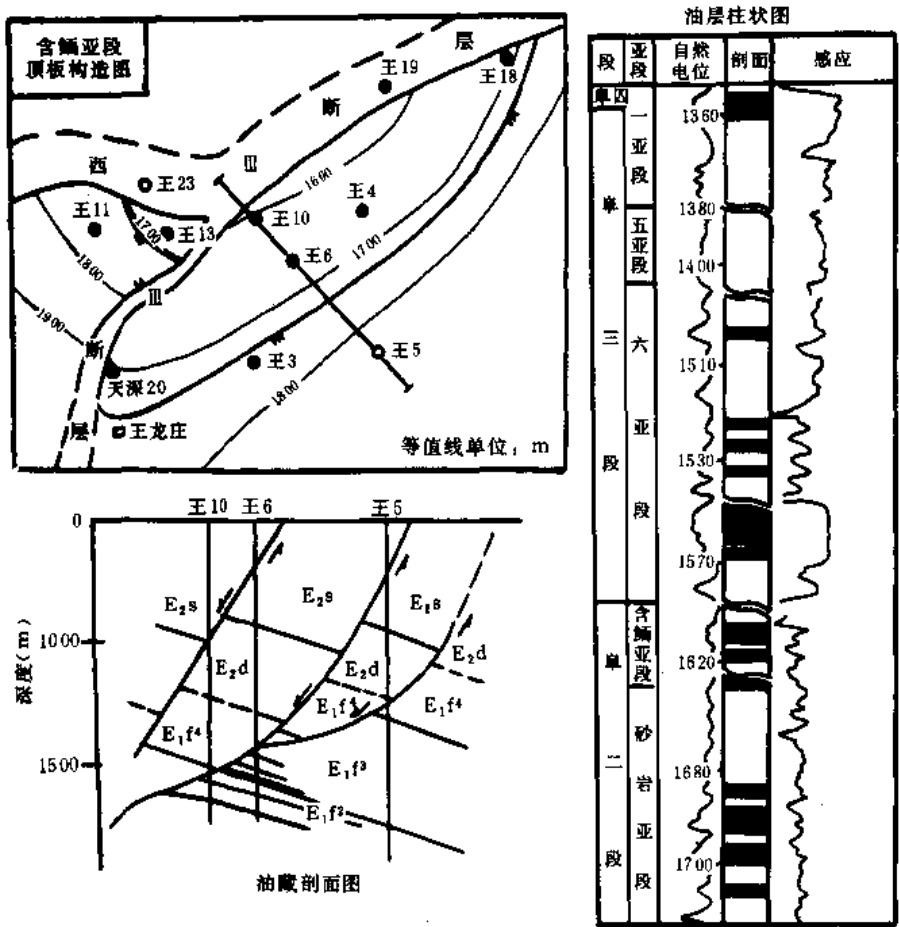 含鲕亚段
顶板构造图
层
王19
王18
断
西
王23
Ⅲ
1600
王4
王11
王10
1700
王13
王6
1700
1800
1900
Ⅲ
断
王3
王5
天深20
1800
层
王龙庄
等值线单位：m
王10 王6 王5
0
E₂s E₂s E₂s
1000
深度(m)
E₂d E₂d E₂d
E₁f⁴ E₁f⁴ E₁f⁴
1500
E₁f³
E₁f²
油藏剖面图
油层柱状图
段 亚段 自然电位 剖面 感应
阜四
一亚段
1360
1380
五亚段
1400
阜三段
六亚段
1510
1530
1570
含鲕亚段
1620
阜二段
砂岩亚段
1680
1700